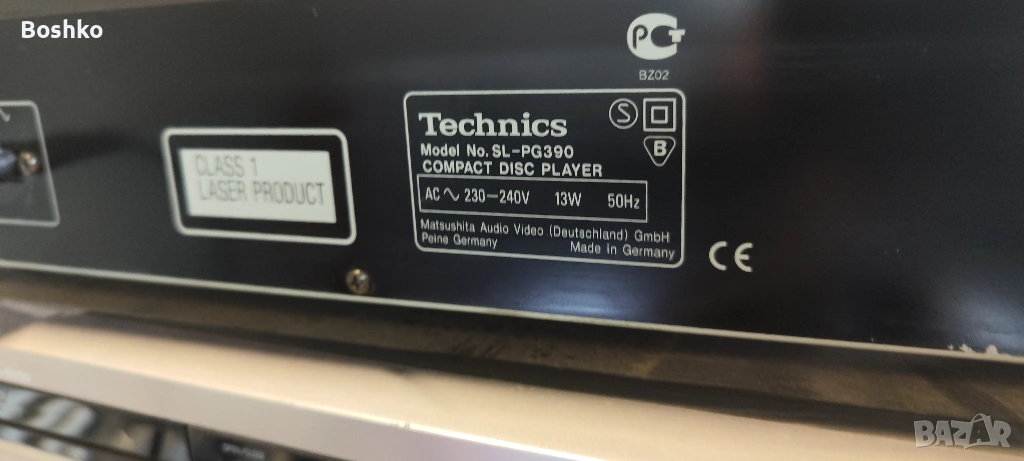 Boshko
PCT
BZ02
CLASS 1
LASER PRODUCT
Technics
S
B
Model No. SL-PG390
COMPACT DISC PLAYER
AC ∿ 230-240V 13W 50Hz
Matsushita Audio Video (Deutschland) GmbH
Peine Germany Made in Germany
CE
BAZAR